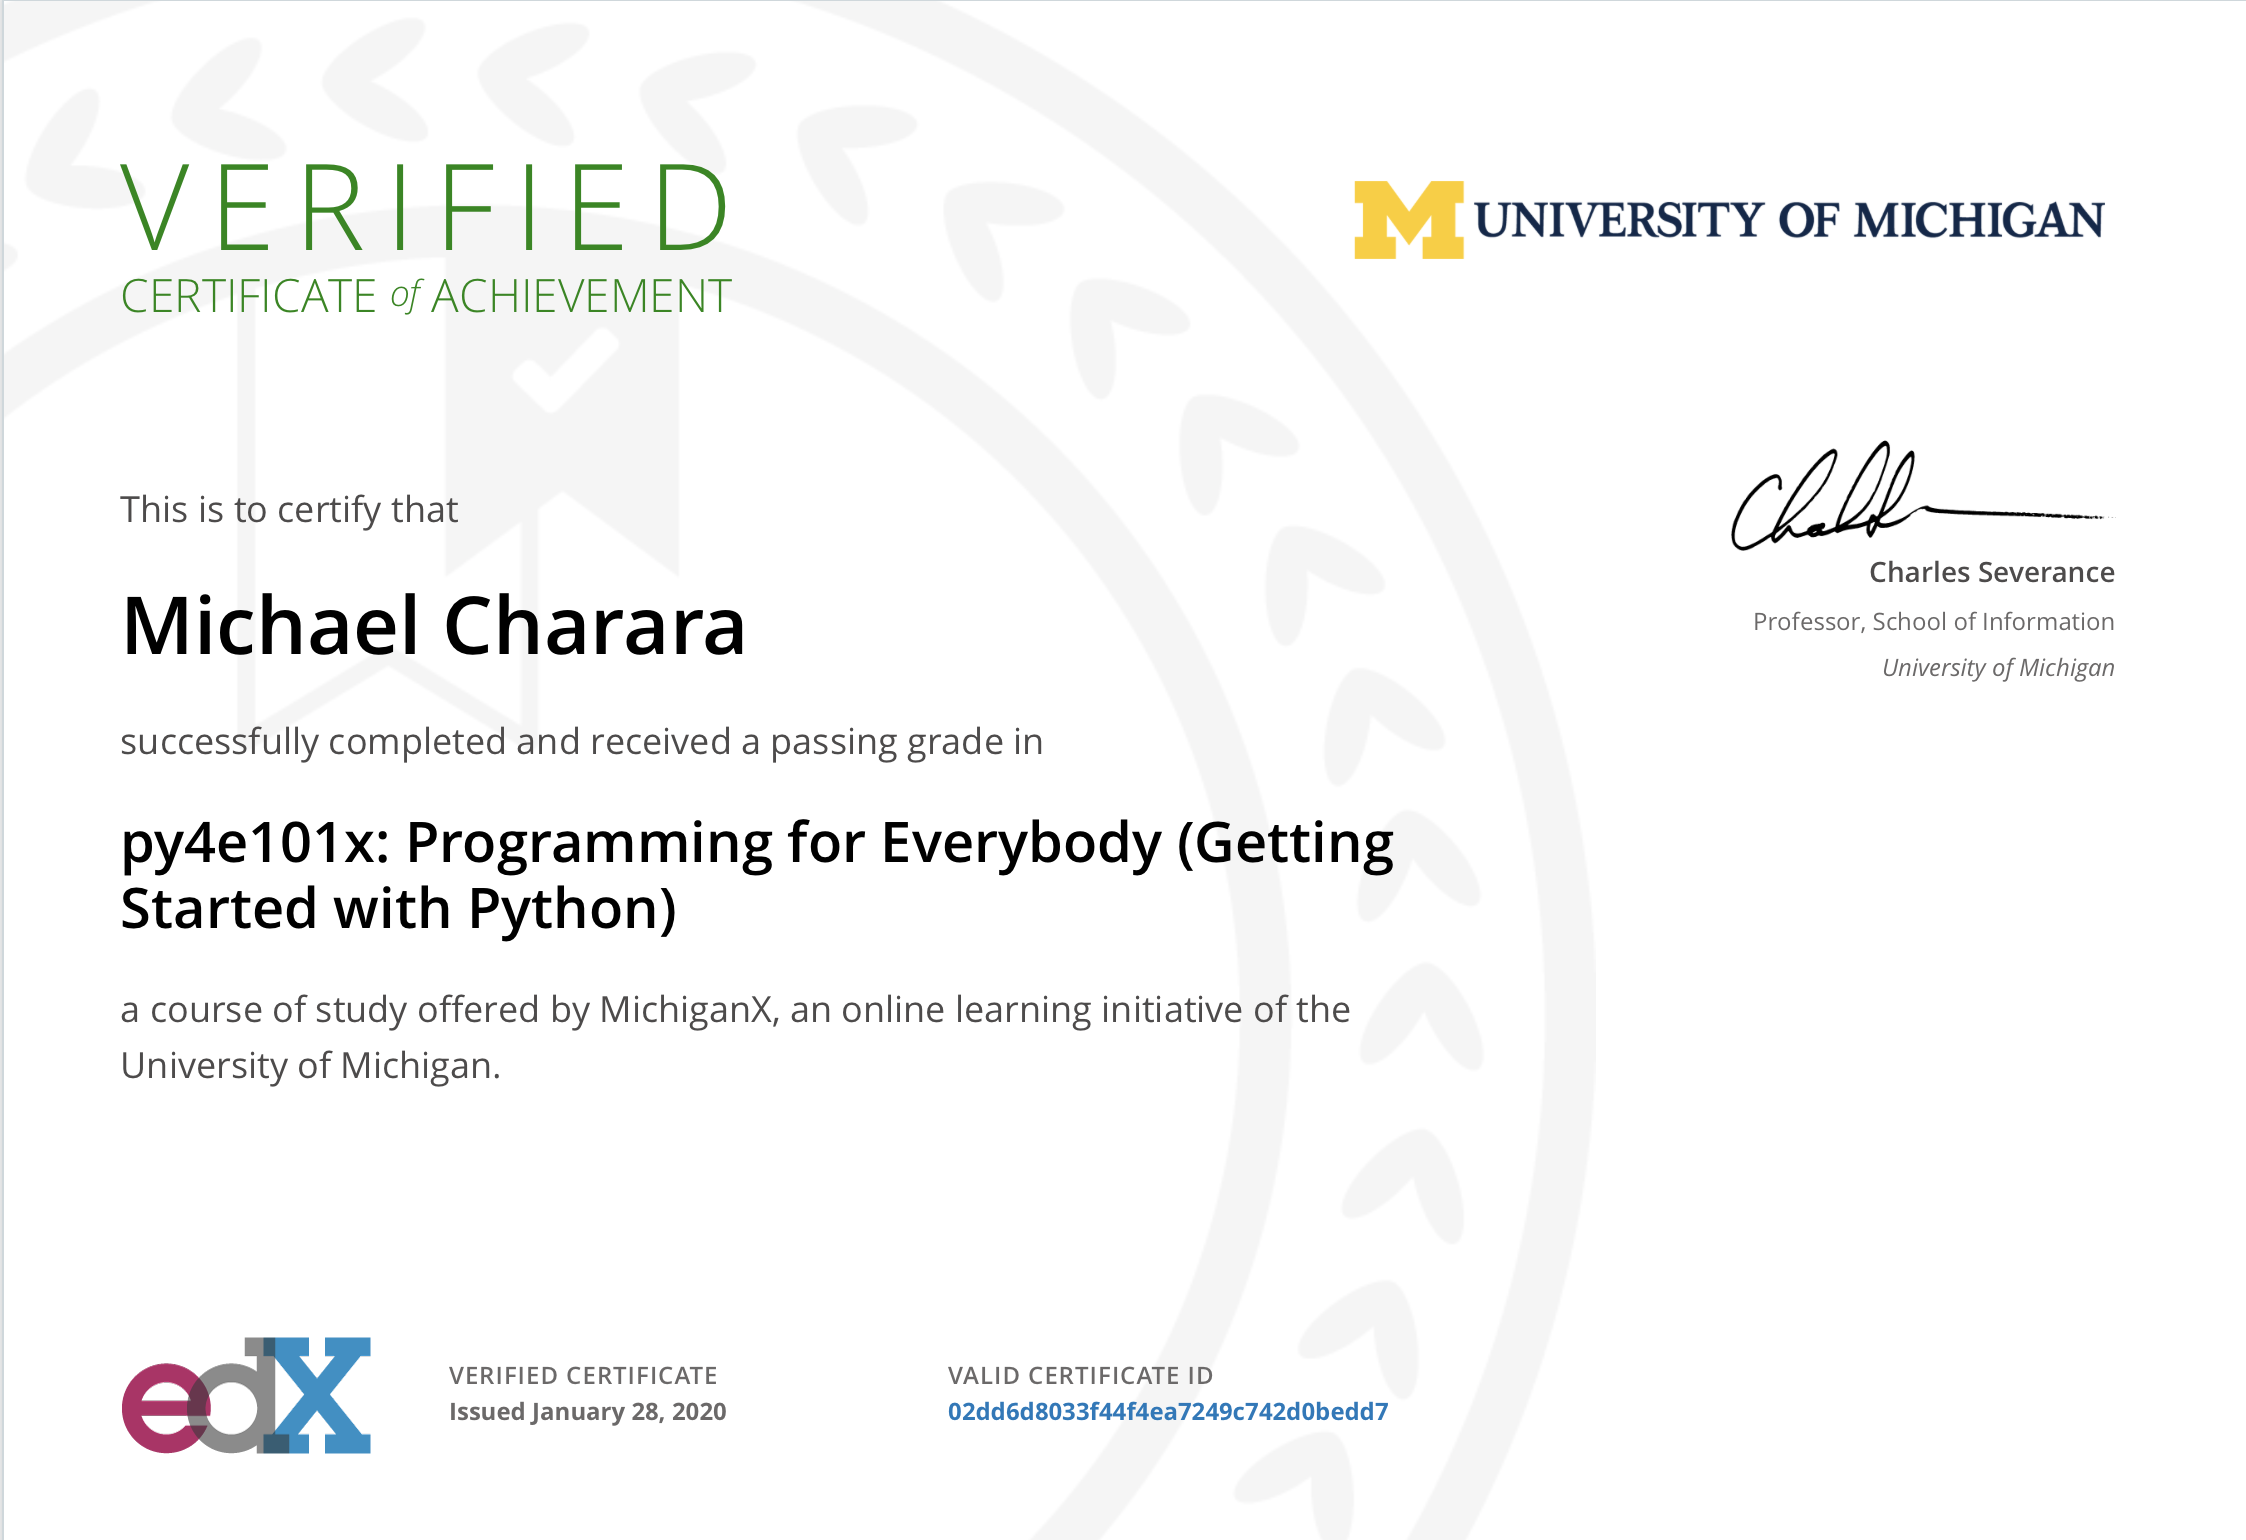 VERIFIED
CERTIFICATE of ACHIEVEMENT
UNIVERSITY OF MICHIGAN
This is to certify that
Michael Charara
successfully completed and received a passing grade in
py4e101x: Programming for Everybody (Getting
Started with Python)
a course of study offered by MichiganX, an online learning initiative of the
University of Michigan.
Charles Severance
Professor, School of Information
University of Michigan
edX
VERIFIED CERTIFICATE
Issued January 28, 2020
VALID CERTIFICATE ID
02dd6d8033f44f4ea7249c742d0bedd7